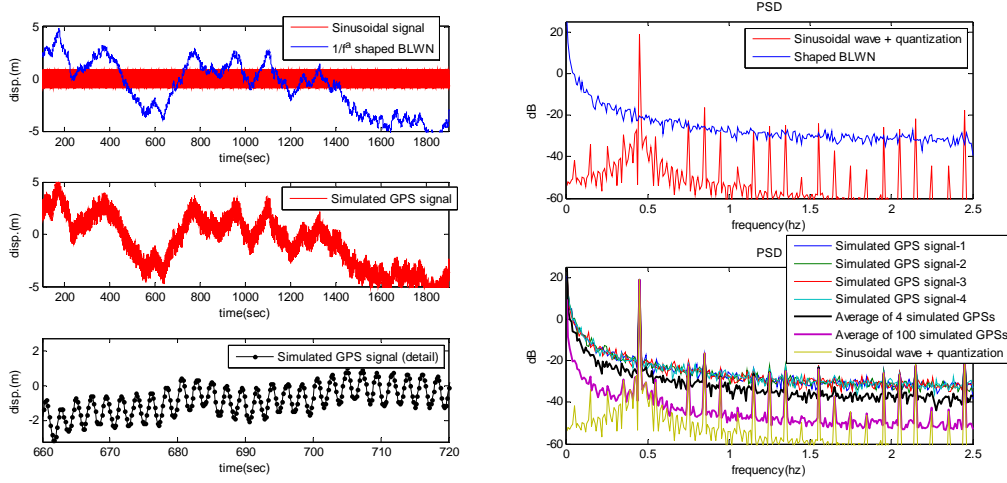 Sinusoidal signal
1/fª shaped BLWN
disp.(m)
5
0
-5
200 400 600 800 1000 1200 1400 1600 1800
time(sec)
Simulated GPS signal
disp.(m)
5
0
-5
200 400 600 800 1000 1200 1400 1600 1800
time(sec)
Simulated GPS signal (detail)
disp.(m)
2
0
-2
660 670 680 690 700 710 720
time(sec)
PSD
Sinusoidal wave + quantization
Shaped BLWN
dB
20
0
-20
-40
-60
0 0.5 1 1.5 2 2.5
frequency(hz)
PSD
Simulated GPS signal-1
Simulated GPS signal-2
Simulated GPS signal-3
Simulated GPS signal-4
Average of 4 simulated GPSs
Average of 100 simulated GPSs
Sinusoidal wave + quantization
dB
20
0
-20
-40
-60
0 0.5 1 1.5 2 2.5
frequency(hz)